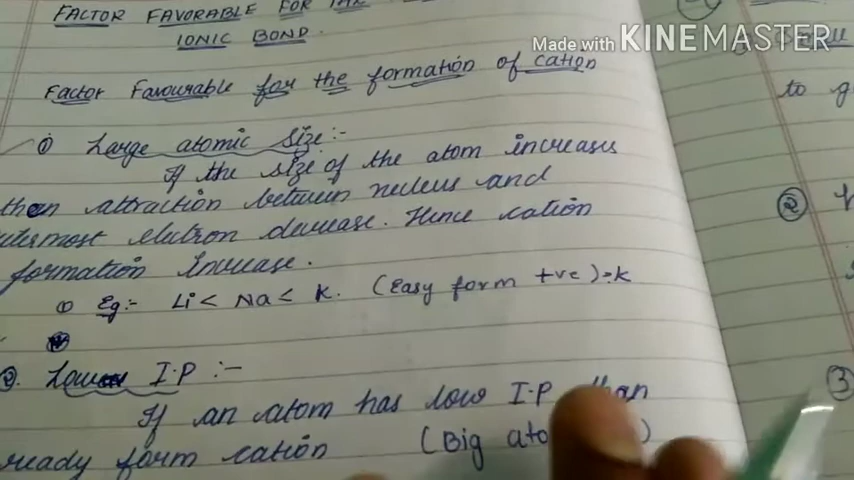 FACTOR FAVORABLE FOR
IONIC BOND.
Made with KINEMASTER
Factor Favourable for the formation of cation
① Large atomic size:-
If the size of the atom increases
then attraction between nucleus and
outermost electron decrease. Hence cation
formation increase.
① Eg:- Li < Na < K. (Easy form +ve) = K
2. Low I.P :-
If an atom has low I.P than
ready form cation (Big
to
②
③